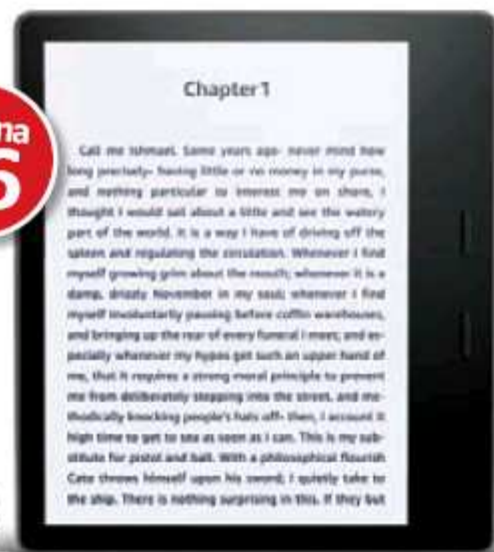 na
6
Chapter 1
Call me Ishmael. Some years ago- never mind how
long precisely- having little or no money in my purse,
and nothing particular to interest me on shore, I
thought I would sail about a little and see the watery
part of the world. It is a way I have of driving off the
spleen and regulating the circulation. Whenever I find
myself growing grim about the mouth; whenever it is a
damp, drizzly November in my soul; whenever I find
myself involuntarily pausing before coffin warehouses,
and bringing up the rear of every funeral I meet; and es-
pecially whenever my hypos get such an upper hand of
me, that it requires a strong moral principle to prevent
me from deliberately stepping into the street, and me-
thodically knocking people's hats off- then, I account it
high time to get to sea as soon as I can. This is my sub-
stitute for pistol and ball. With a philosophical flourish
Cato throws himself upon his sword; I quietly take to
the ship. There is nothing surprising in this. If they but